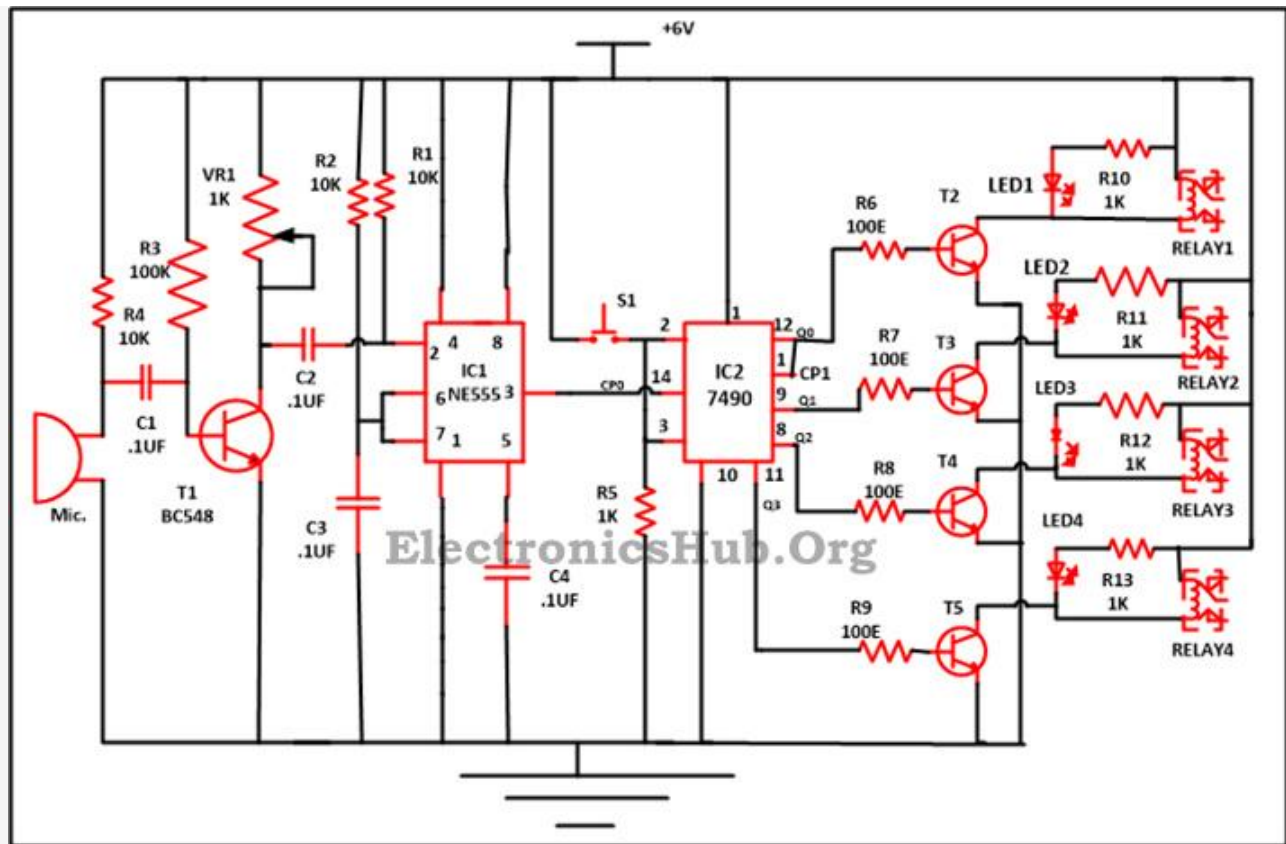 +6V
VR1
1K
R2
10K
R1
10K
R3
100K
R4
10K
C1
.1UF
Mic.
T1
BC548
C2
.1UF
C3
.1UF
4
8
2
IC1
6
NE555
3
7
1
5
C4
.1UF
CP0
S1
2
1
12
Q0
IC2
7490
14
1
CP1
9
Q1
3
8
Q2
10
11
Q3
R5
1K
R6
100E
R7
100E
R8
100E
R9
100E
T2
T3
T4
T5
LED1
R10
1K
RELAY1
LED2
R11
1K
RELAY2
LED3
R12
1K
RELAY3
LED4
R13
1K
RELAY4
ElectronicsHub.Org